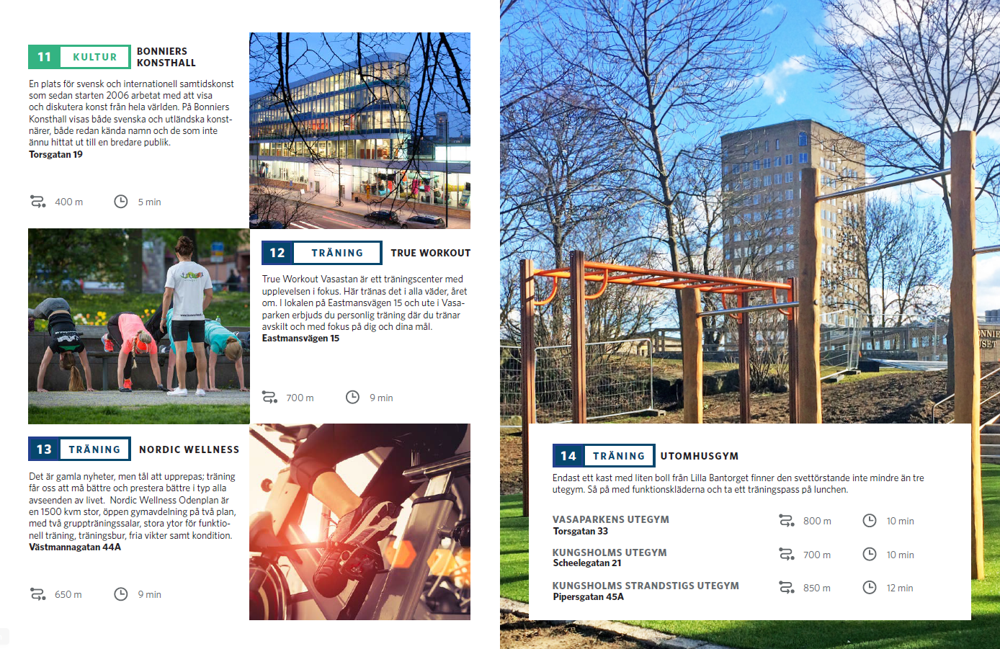 11 KULTUR BONNIERS
KONSTHALL
En plats för svensk och internationell samtidskonst
som sedan starten 2006 arbetat med att visa
och diskutera konst från hela världen. På Bonniers
Konsthall visas både svenska och utländska konst-
närer, både redan kända namn och de som inte
ännu hittat ut till en bredare publik.
Torsgatan 19
400 m 5 min
12 TRÄNING TRUE WORKOUT
True Workout Vasastan är ett träningscenter med
upplevelsen i fokus. Här tränas det i alla väder, året
om. I lokalen på Eastmansvägen 15 och ute i Vasa-
parken erbjuds du personlig träning där du tränar
avskilt och med fokus på dig och dina mål.
Eastmansvägen 15
700 m 9 min
13 TRÄNING NORDIC WELLNESS
Det är gamla nyheter, men tål att upprepas; träning
får oss att må bättre och prestera bättre i typ alla
avseenden av livet. Nordic Wellness Odenplan är
en 1500 kvm stor, öppen gymavdelning på två plan,
med två gruppträningssalar, stora ytor för funktio-
nell träning, träningsbur, fria vikter samt kondition.
Västmannagatan 44A
650 m 9 min
14 TRÄNING UTOMHUSGYM
Endast ett kast med liten boll från Lilla Bantorget finner den svettörstande inte mindre än tre
utegym. Så på med funktionskläderna och ta ett träningspass på lunchen.
VASAPARKENS UTEGYM 800 m 10 min
Torsgatan 33
KUNGSHOLMS UTEGYM 700 m 10 min
Scheelegatan 21
KUNGSHOLMS STRANDSTIGS UTEGYM 850 m 12 min
Pipersgatan 45A